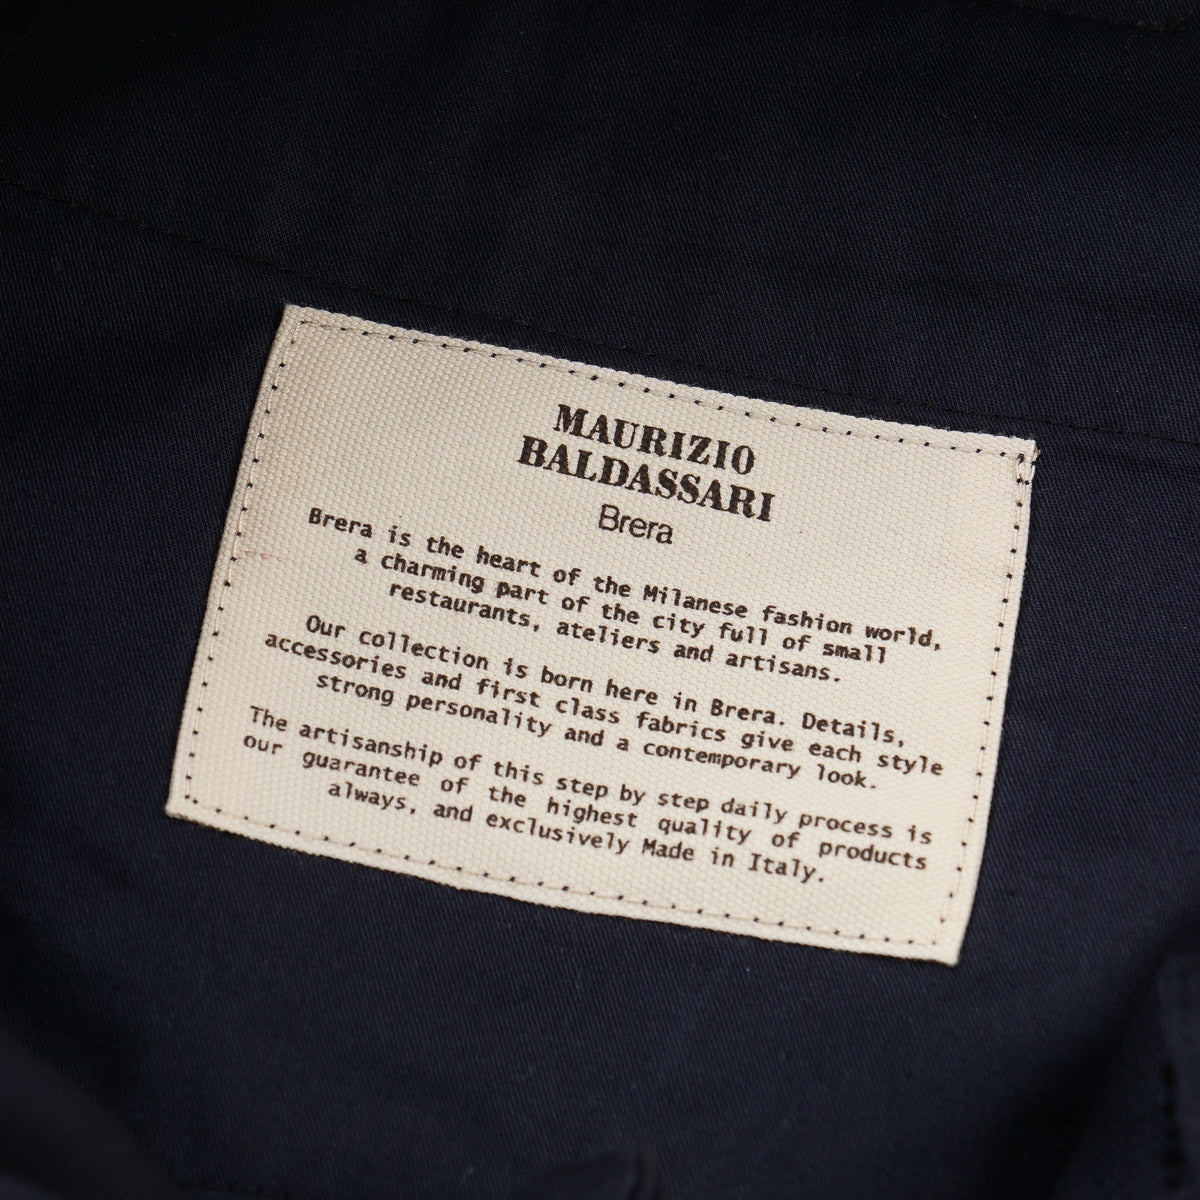 MAURIZIO
BALDASSARI
Brera
Brera is the heart of the Milanese fashion world,
a charming part of the city full of small
restaurants, ateliers and artisans.
Our collection is born here in Brera. Details,
accessories and first class fabrics give each style
strong personality and a contemporary look.
The artisanship of this step by step daily process is
our guarantee of the highest quality of products
always, and exclusively Made in Italy.